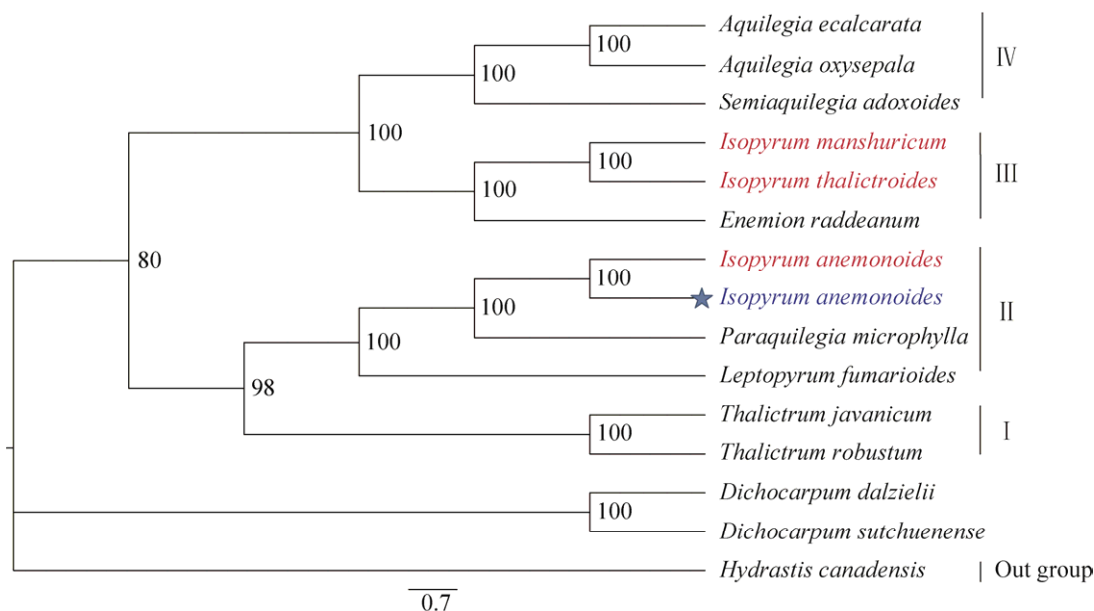 Aquilegia ecalcarata
100
IV
Aquilegia oxysepala
100
Semiaquilegia adoxoides
100
Isopyrum manshuricum
100
III
Isopyrum thalictroides
100
Enemion raddeanum
80
Isopyrum anemonoides
100
Isopyrum anemonoides
100
II
Paraquilegia microphylla
100
Leptopyrum fumarioides
98
Thalictrum javanicum
100
I
Thalictrum robustum
Dichocarpum dalzielii
100
Dichocarpum sutchuenense
Hydrastis canadensis
Out group
0.7